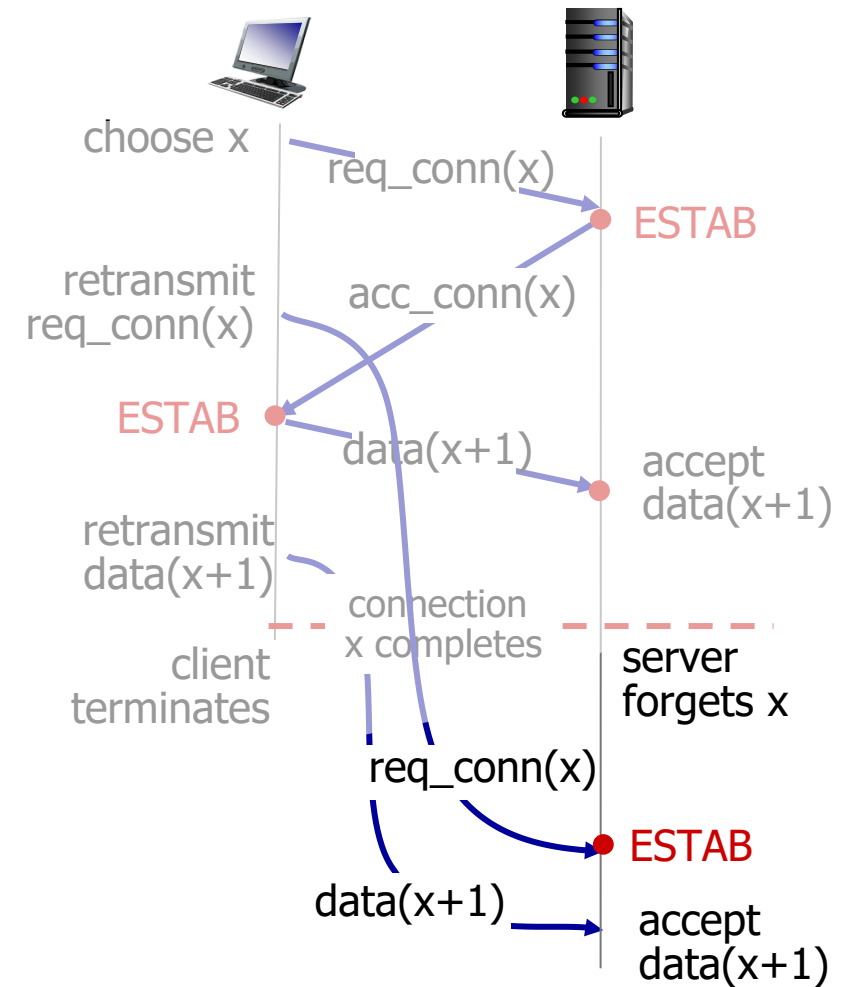 choose x
req_conn(x)
ESTAB
retransmit
req_conn(x)
acc_conn(x)
ESTAB
data(x+1)
accept
data(x+1)
retransmit
data(x+1)
connection
x completes
client
terminates
server
forgets x
req_conn(x)
ESTAB
data(x+1)
accept
data(x+1)